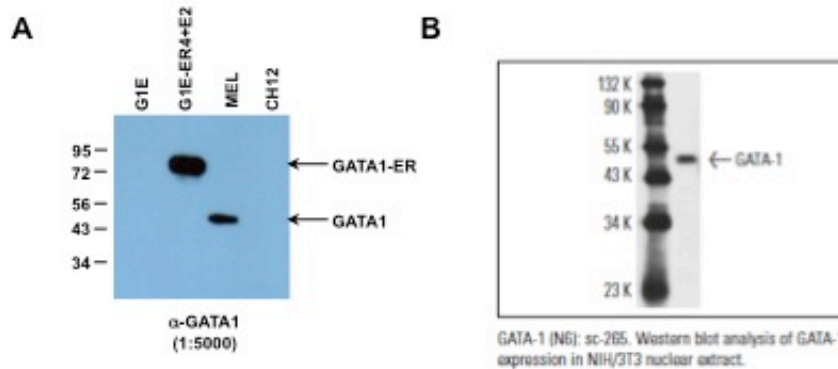 A
G1E
G1E-ER4+E2
MEL
CH12
95
72
56
43
34
GATA1-ER
GATA1
α-GATA1
(1:5000)
B
132 K
90 K
55 K
43 K
34 K
23 K
GATA-1
GATA-1 (N6): sc-265. Western blot analysis of GATA-1
expression in NIH/3T3 nuclear extract.